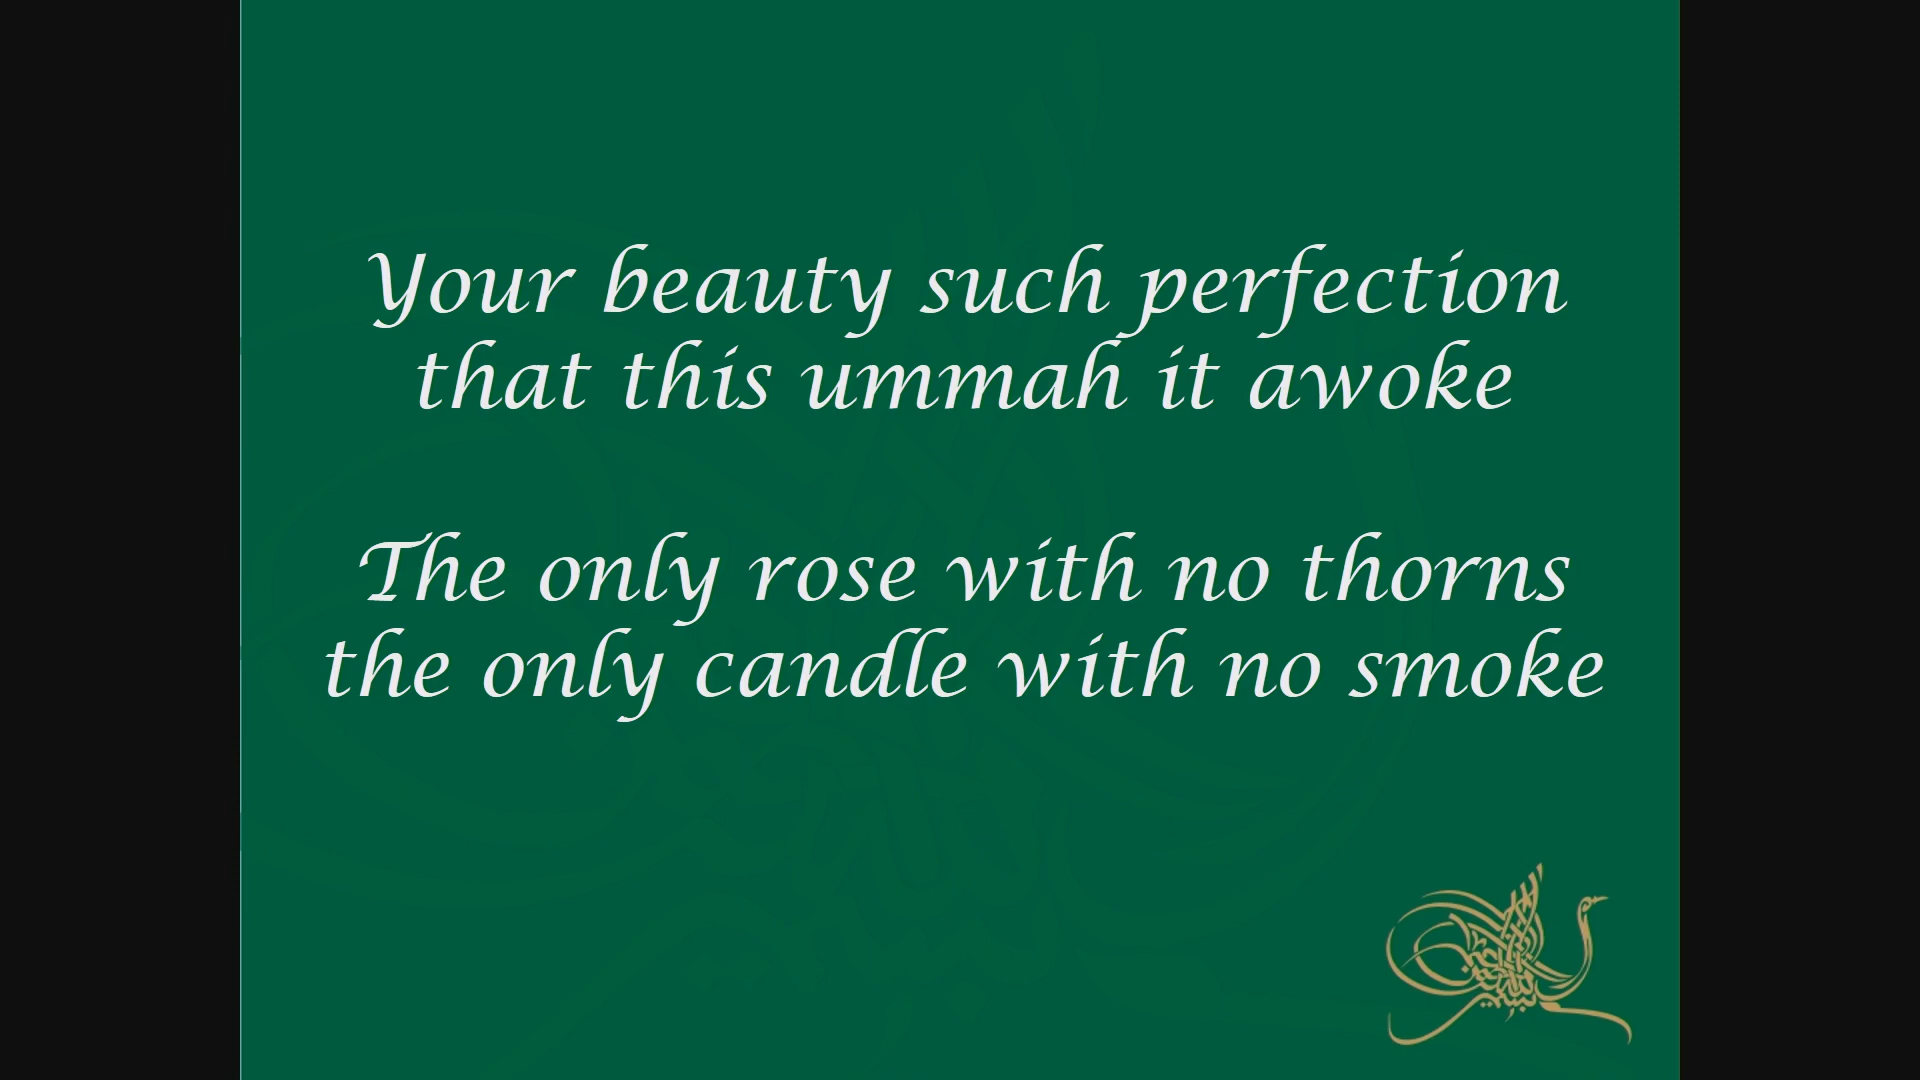 Your beauty such perfection
that this ummah it awoke
The only rose with no thorns
the only candle with no smoke